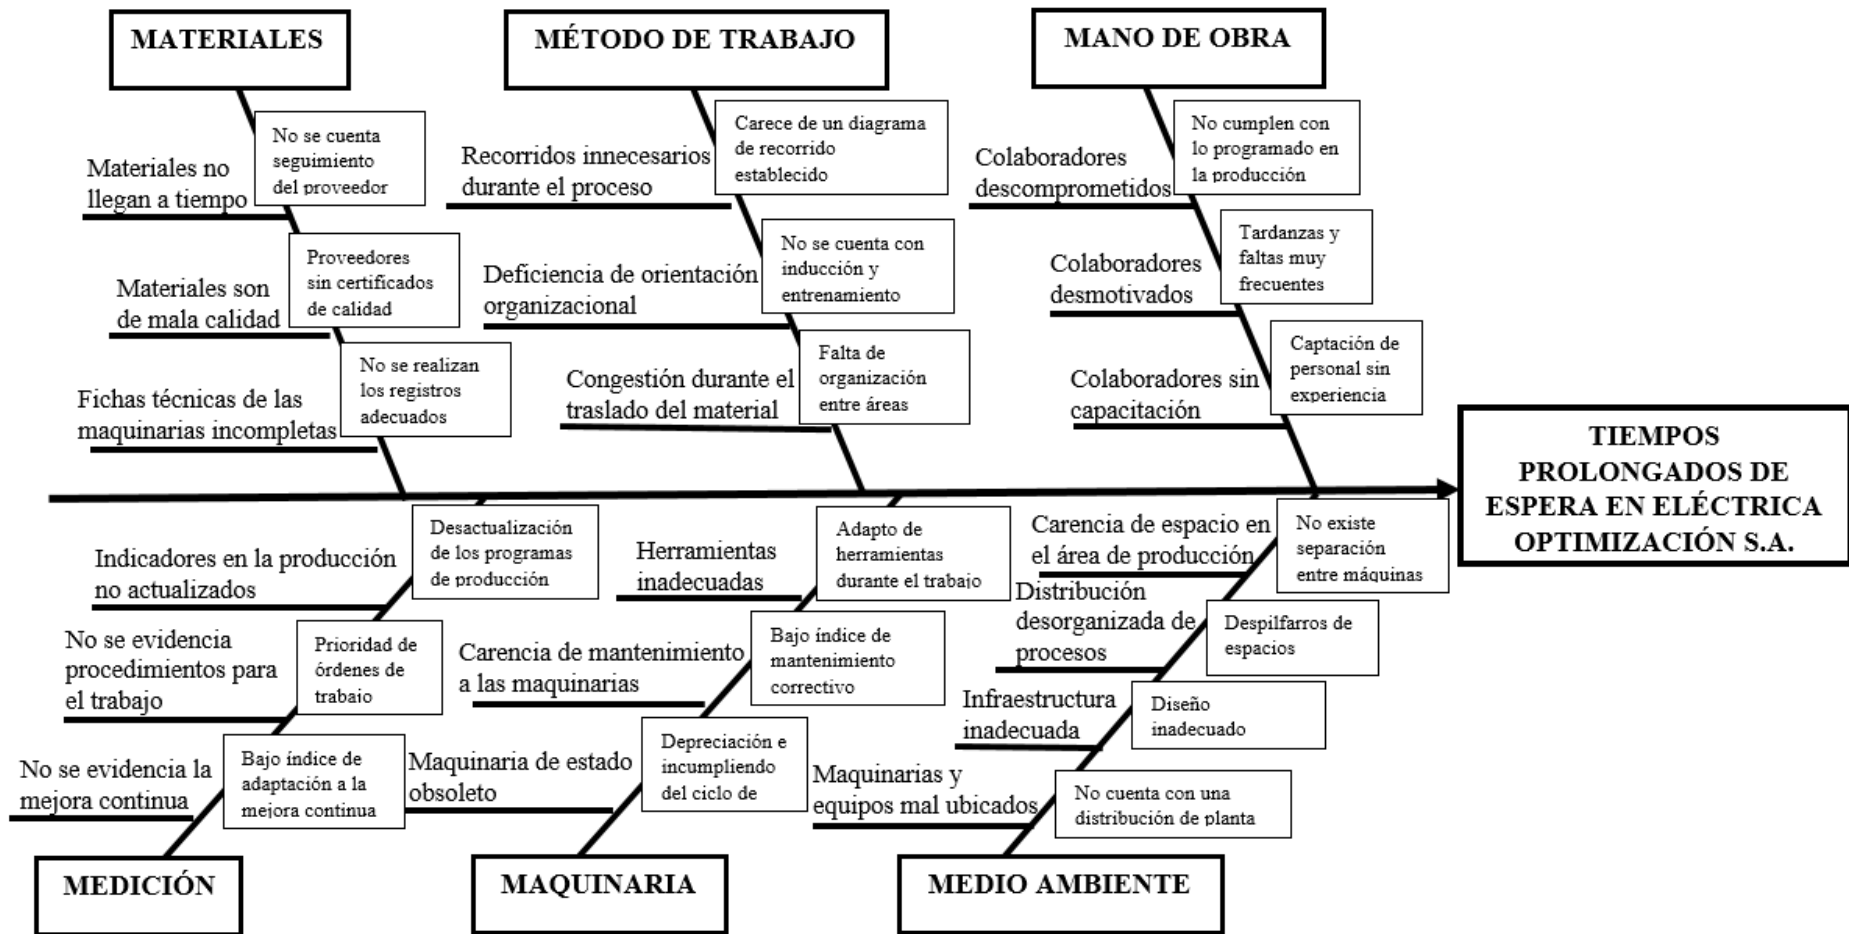 MATERIALES
No se cuenta
seguimiento
del proveedor
Materiales no
llegan a tiempo
Proveedores
sin certificados
de calidad
Materiales son
de mala calidad
No se realizan
los registros
adecuados
Fichas técnicas de las
maquinarias incompletas
MÉTODO DE TRABAJO
Carece de un diagrama
de recorrido
establecido
Recorridos innecesarios
durante el proceso
No se cuenta con
inducción y
entrenamiento
Deficiencia de orientación
organizacional
Falta de
organización
entre áreas
Congestión durante el
traslado del material
MANO DE OBRA
No cumplen con
lo programado en
la producción
Colaboradores
descomprometidos
Tardanzas y
faltas muy
frecuentes
Colaboradores
desmotivados
Captación de
personal sin
experiencia
Colaboradores sin
capacitación
TIEMPOS
PROLONGADOS DE
ESPERA EN ELÉCTRICA
OPTIMIZACIÓN S.A.
Desactualización
de los programas
de producción
Indicadores en la producción
no actualizados
Prioridad de
órdenes de
trabajo
No se evidencia
procedimientos para
el trabajo
Bajo índice de
adaptación a la
mejora continua
No se evidencia la
mejora continua
MEDICIÓN
Adapto de
herramientas
durante el trabajo
Herramientas
inadecuadas
Bajo índice de
mantenimiento
correctivo
Carencia de mantenimiento
a las maquinarias
Depreciación e
incumpliendo
del ciclo de
Maquinaria de estado
obsoleto
MAQUINARIA
No existe
separación
entre máquinas
Carencia de espacio en
el área de producción
Despilfarros de
espacios
Distribución
desorganizada de
procesos
Diseño
inadecuado
Infraestructura
inadecuada
No cuenta con una
distribución de planta
Maquinarias y
equipos mal ubicados
MEDIO AMBIENTE